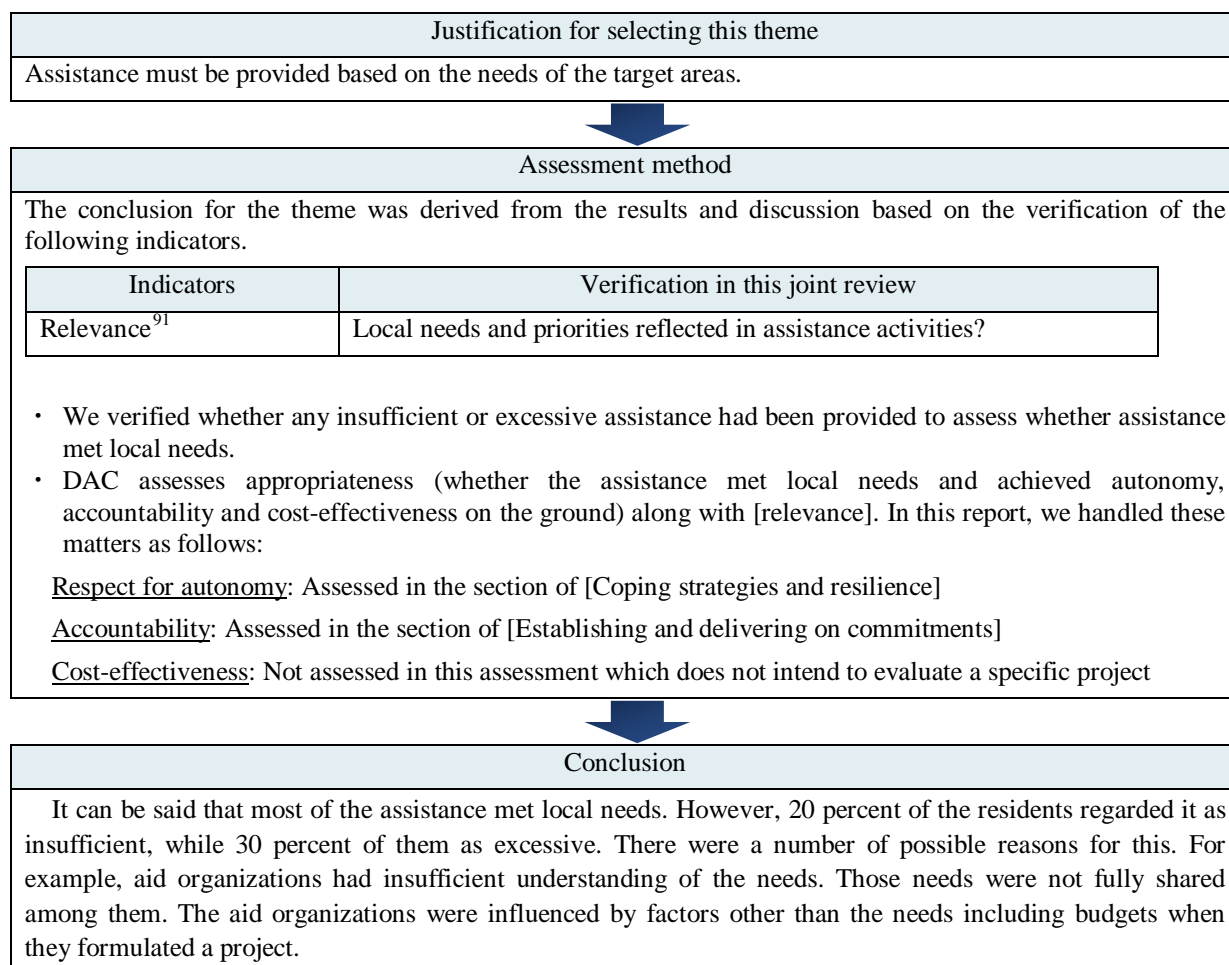 Justification for selecting this theme
Assistance must be provided based on the needs of the target areas.
Assessment method
The conclusion for the theme was derived from the results and discussion based on the verification of the
following indicators.
Indicators
Verification in this joint review
Relevance91
Local needs and priorities reflected in assistance activities?
・ We verified whether any insufficient or excessive assistance had been provided to assess whether assistance
met local needs.
・ DAC assesses appropriateness (whether the assistance met local needs and achieved autonomy,
accountability and cost-effectiveness on the ground) along with [relevance]. In this report, we handled these
matters as follows:
Respect for autonomy: Assessed in the section of [Coping strategies and resilience]
Accountability: Assessed in the section of [Establishing and delivering on commitments]
Cost-effectiveness: Not assessed in this assessment which does not intend to evaluate a specific project
Conclusion
It can be said that most of the assistance met local needs. However, 20 percent of the residents regarded it as
insufficient, while 30 percent of them as excessive. There were a number of possible reasons for this. For
example, aid organizations had insufficient understanding of the needs. Those needs were not fully shared
among them. The aid organizations were influenced by factors other than the needs including budgets when
they formulated a project.